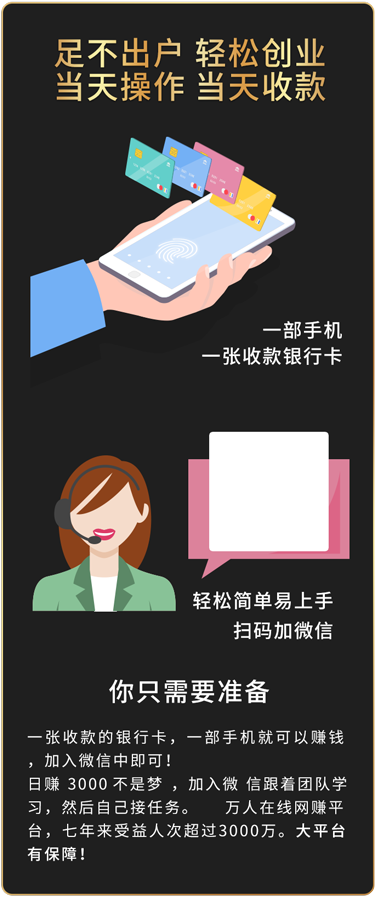 足不出户 轻松创业
当天操作 当天收款
一部手机
一张收款银行卡
轻松简单易上手
扫码加微信
你只需要准备
一张收款的银行卡，一部手机就可以赚钱
，加入微信中即可！
日赚 3000 不是梦 ，加入微 信跟着团队学
习，然后自己接任务。 万人在线网赚平
台，七年来受益人次超过3000万。大平台
有保障！